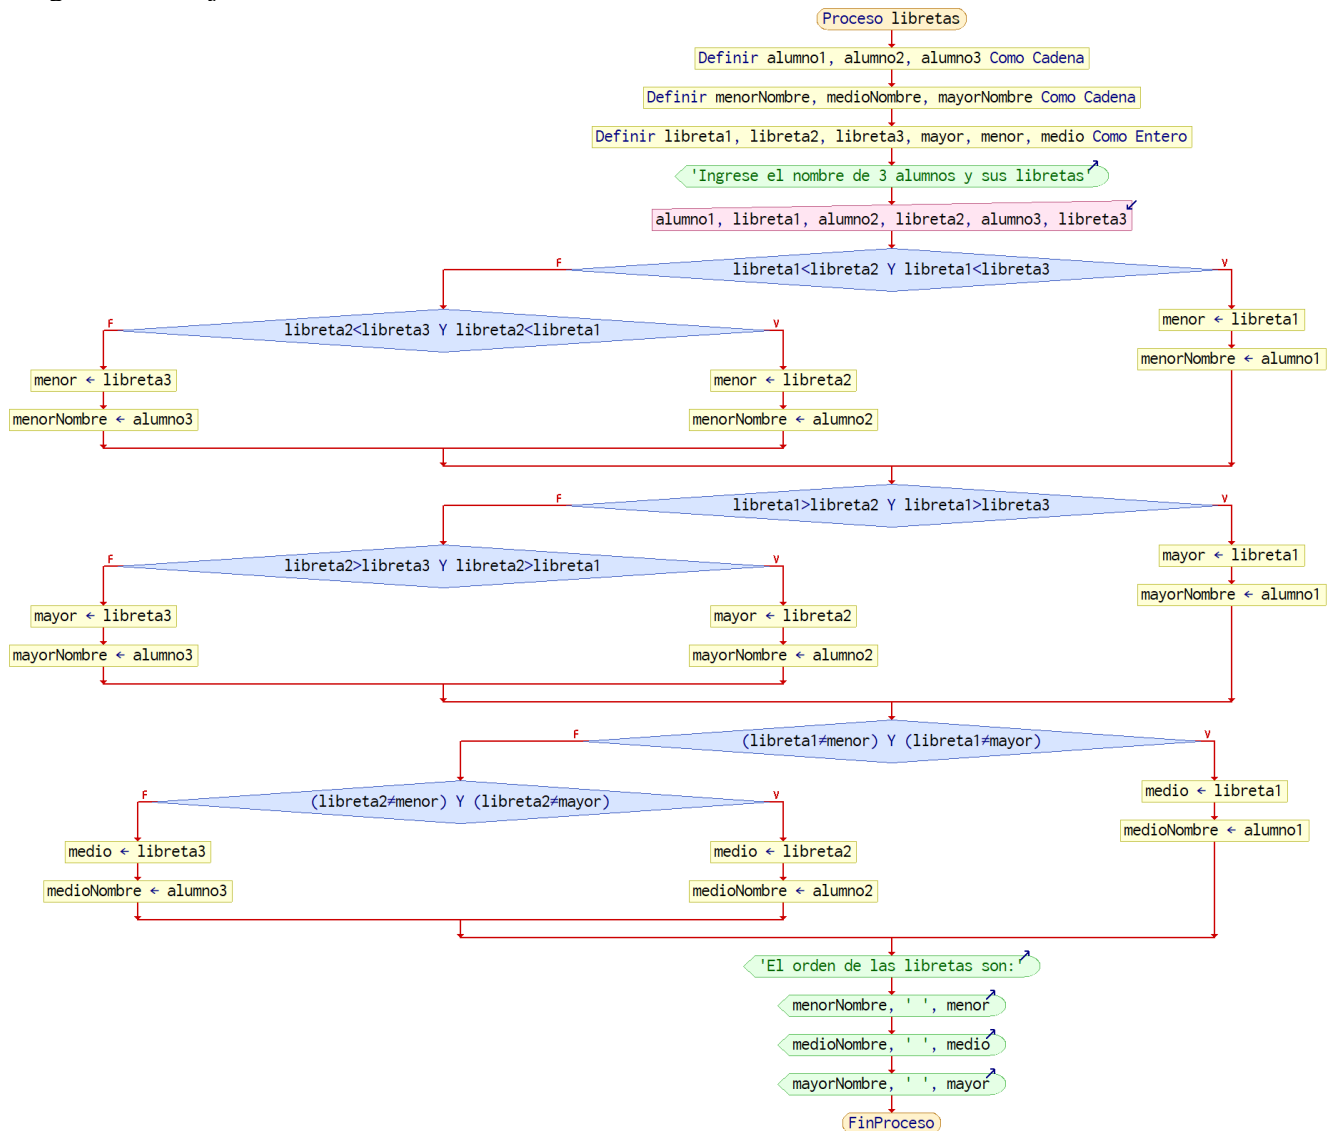 Proceso libretas
Definir alumno1, alumno2, alumno3 Como Cadena
Definir menorNombre, medioNombre, mayorNombre Como Cadena
Definir libreta1, libreta2, libreta3, mayor, menor, medio Como Entero
'Ingrese el nombre de 3 alumnos y sus libretas'
alumno1, libreta1, alumno2, libreta2, alumno3, libreta3
F
libreta1<libreta2 Y libreta1<libreta3
V
F
libreta2<libreta3 Y libreta2<libreta1
V
menor ← libreta1
menorNombre ← alumno1
menor ← libreta3
menor ← libreta2
menorNombre ← alumno3
menorNombre ← alumno2
F
libreta1>libreta2 Y libreta1>libreta3
V
F
libreta2>libreta3 Y libreta2>libreta1
V
mayor ← libreta1
mayorNombre ← alumno1
mayor ← libreta3
mayor ← libreta2
mayorNombre ← alumno3
mayorNombre ← alumno2
F
(libreta1≠menor) Y (libreta1≠mayor)
V
F
(libreta2≠menor) Y (libreta2≠mayor)
V
medio ← libreta1
medioNombre ← alumno1
medio ← libreta3
medio ← libreta2
medioNombre ← alumno3
medioNombre ← alumno2
'El orden de las libretas son:'
menorNombre, ' ', menor
medioNombre, ' ', medio
mayorNombre, ' ', mayor
FinProceso